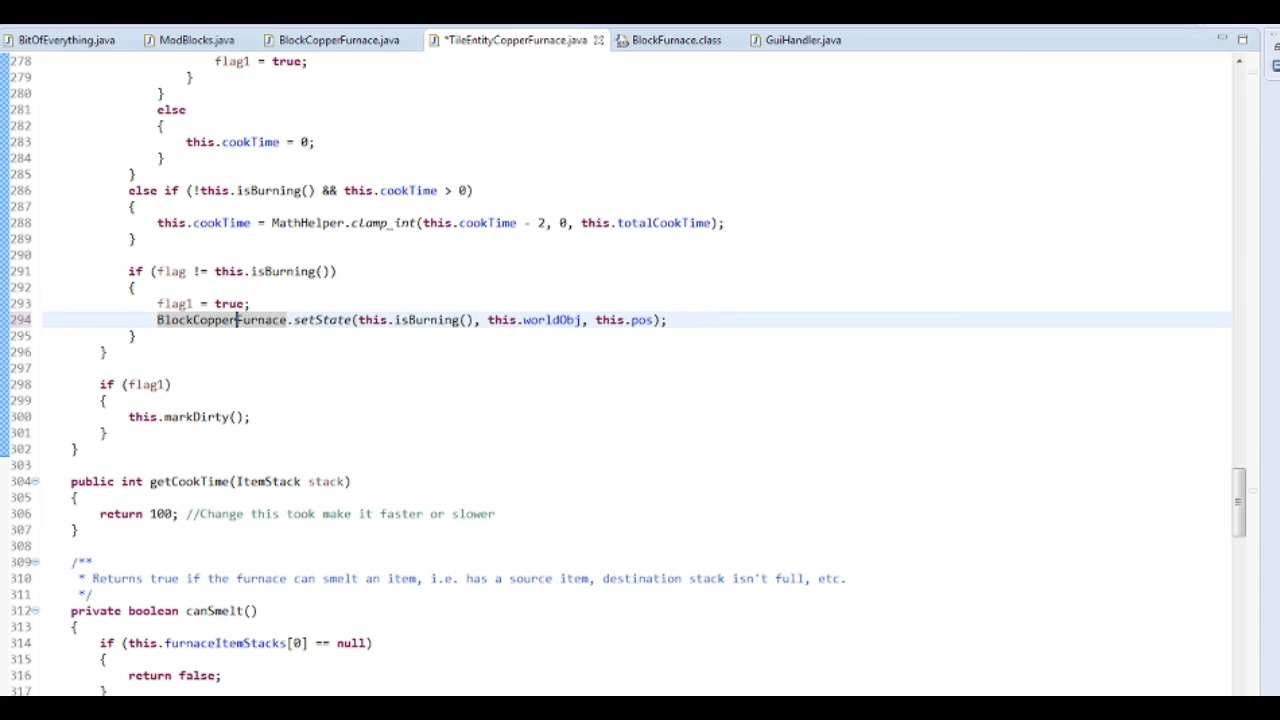 BitOfEverything.java ModBlocks.java BlockCopperFurnace.java *TileEntityCopperFurnace.java BlockFurnace.class GuiHandler.java
278 flag1 = true;
279 }
280 }
281 else
282 {
283 this.cookTime = 0;
284 }
285 }
286 else if (!this.isBurning() && this.cookTime > 0)
287 {
288 this.cookTime = MathHelper.clamp_int(this.cookTime - 2, 0, this.totalCookTime);
289 }
290
291 if (flag != this.isBurning())
292 {
293 flag1 = true;
294 BlockCopperFurnace.setState(this.isBurning(), this.worldObj, this.pos);
295 }
296 }
297
298 if (flag1)
299 {
300 this.markDirty();
301 }
302 }
303
304 public int getCookTime(ItemStack stack)
305 {
306 return 100; //Change this took make it faster or slower
307 }
308
309 /**
310 * Returns true if the furnace can smelt an item, i.e. has a source item, destination stack isn't full, etc.
311 */
312 private boolean canSmelt()
313 {
314 if (this.furnaceItemStacks[0] == null)
315 {
316 return false;
317 }